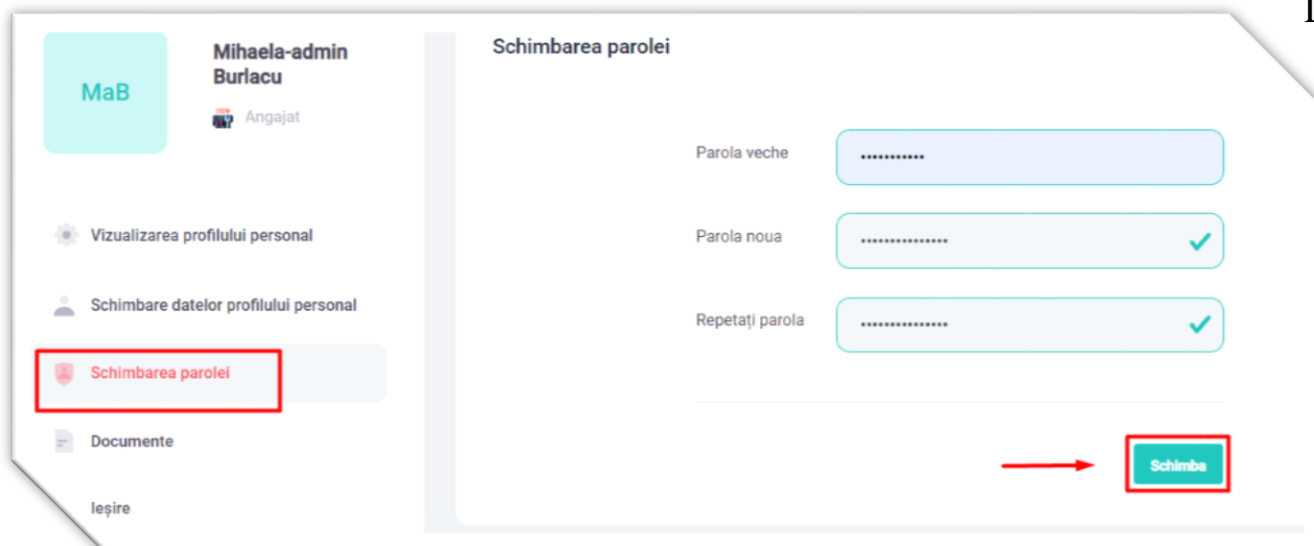 Mihaela-admin
Burlacu
MaB
Angajat
Vizualizarea profilului personal
Schimbare datelor profilului personal
Schimbarea parolei
Documente
Ieșire
Schimbarea parolei
Parola veche
•••••••••••
Parola noua
•••••••••••••••
Repetați parola
•••••••••••••••
Schimba